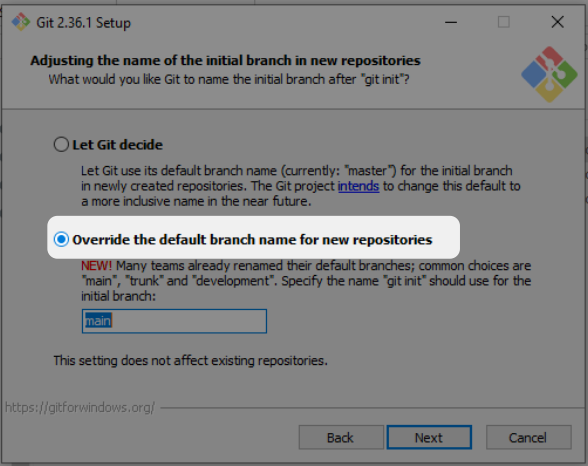 Git 2.36.1 Setup
Adjusting the name of the initial branch in new repositories
What would you like Git to name the initial branch after "git init"?
Let Git decide
Let Git use its default branch name (currently: "master") for the initial branch
in newly created repositories. The Git project intends to change this default to
a more inclusive name in the near future.
Override the default branch name for new repositories
NEW! Many teams already renamed their default branches; common choices are
"main", "trunk" and "development". Specify the name "git init" should use for the
initial branch:
main
This setting does not affect existing repositories.
https://gitforwindows.org/
Back
Next
Cancel